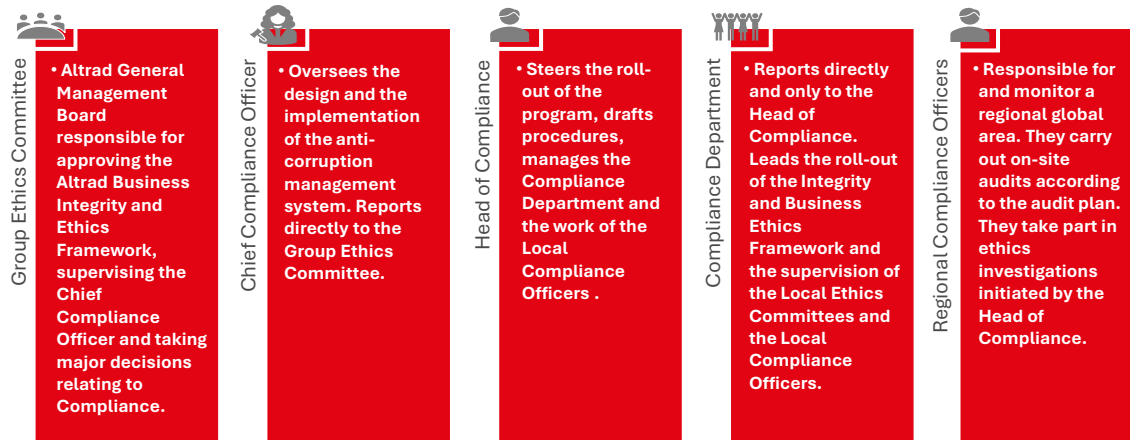 Group Ethics Committee
• Altrad General
Management
Board
responsible for
approving the
Altrad Business
Integrity and
Ethics
Framework,
supervising the
Chief
Compliance
Officer and taking
major decisions
relating to
Compliance.
Chief Compliance Officer
• Oversees the
design and the
implementation
of the anti-
corruption
management
system. Reports
directly to the
Group Ethics
Committee.
Head of Compliance
• Steers the roll-
out of the
program, drafts
procedures,
manages the
Compliance
Department and
the work of the
Local
Compliance
Officers .
Compliance Department
• Reports directly
and only to the
Head of
Compliance.
Leads the roll-out
of the Integrity
and Business
Ethics
Framework and
the supervision of
the Local Ethics
Committees and
the Local
Compliance
Officers.
Regional Compliance Officers
• Responsible for
and monitor a
regional global
area. They carry
out on-site
audits according
to the audit plan.
They take part in
ethics
investigations
initiated by the
Head of
Compliance.